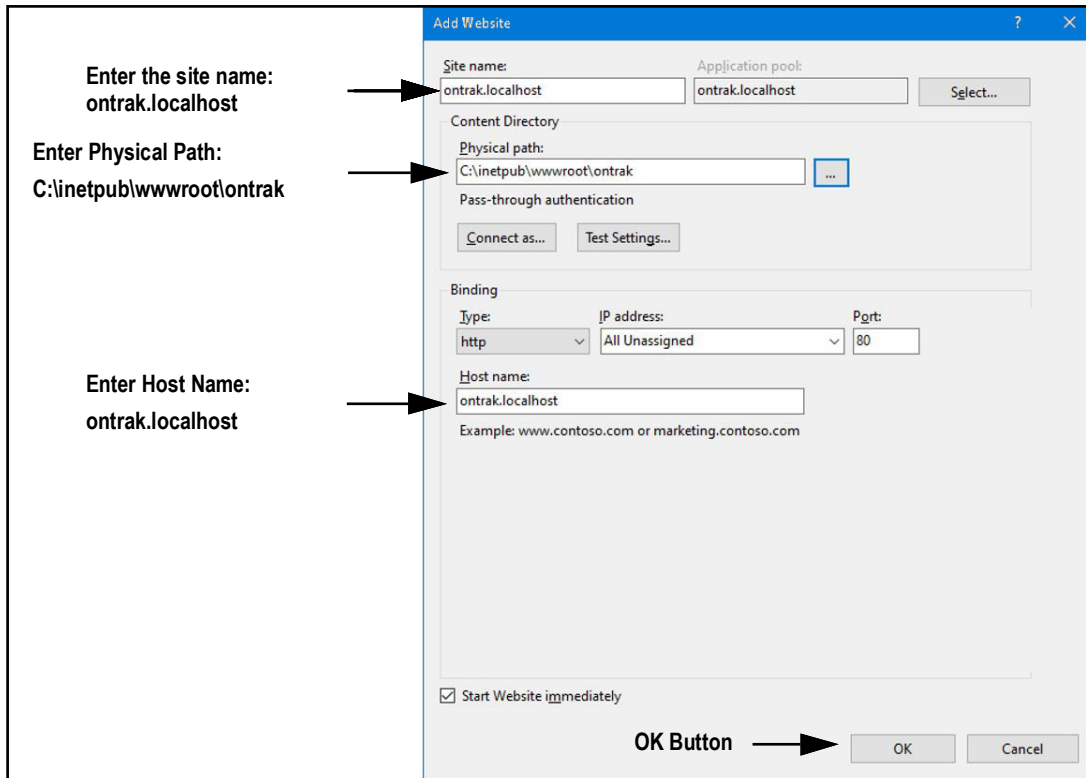 Add Website ? ×
Site name: Application pool:
Enter the site name:
ontrak.localhost
ontrak.localhost ontrak.localhost Select...
Content Directory
Enter Physical Path:
Physical path:
C:\inetpub\wwwroot\ontrak
C:\inetpub\wwwroot\ontrak ...
Pass-through authentication
Connect as... Test Settings...
Binding
Type: IP address: Port:
http All Unassigned 80
Enter Host Name:
Host name:
ontrak.localhost
ontrak.localhost
Example: www.contoso.com or marketing.contoso.com
Start Website immediately
OK Button
OK Cancel